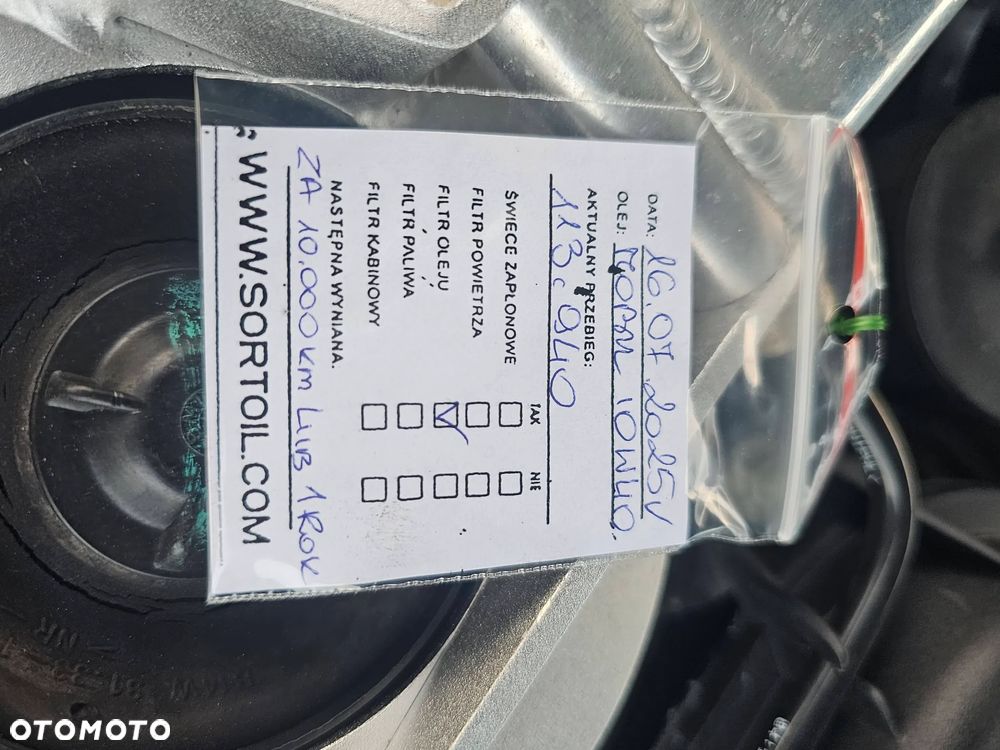 DATA: 16.07.2025r
OLEJ: 10W40.
AKTUALNY PRZEBIEG:
113.940
TAK NIE
ŚWIECE ZAPŁONOWE
FILTR POWIETRZA
FILTR OLEJU
FILTR PALIWA
FILTR KABINOWY
NASTĘPNA WYMIANA.
ZA 10.000KM LUB 1 ROK
WWW.SORTOIL.COM
BMW
OTOMOTO